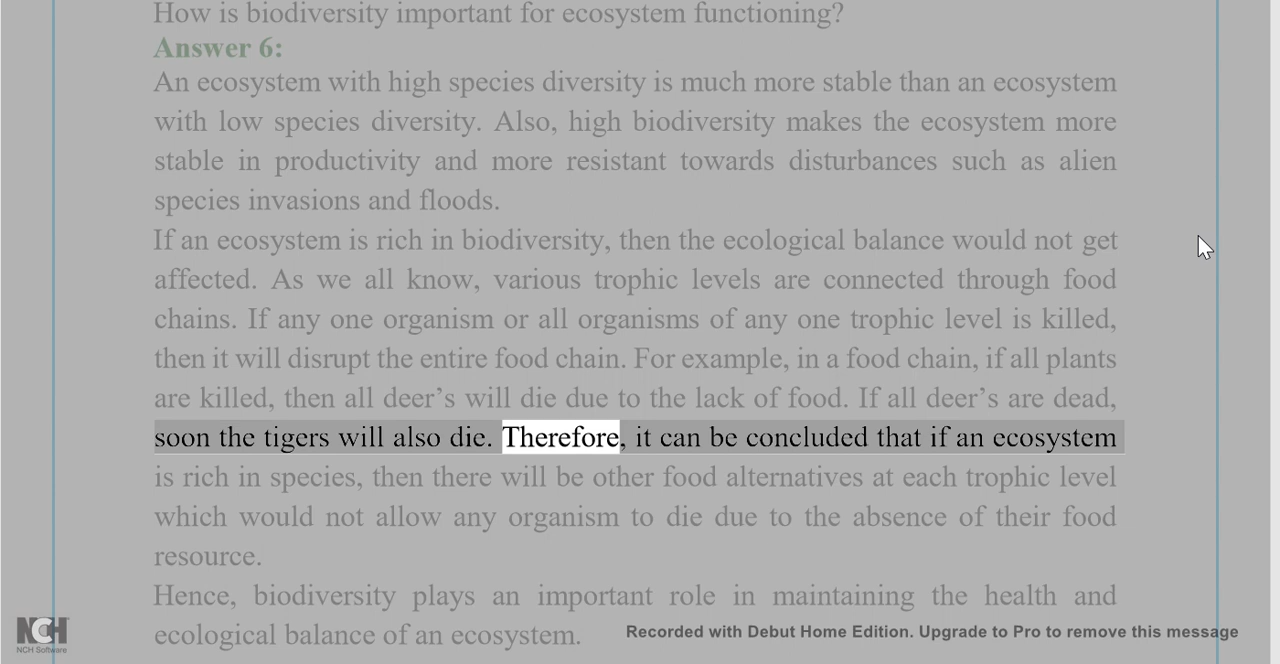 How is biodiversity important for ecosystem functioning?
Answer 6:
An ecosystem with high species diversity is much more stable than an ecosystem
with low species diversity. Also, high biodiversity makes the ecosystem more
stable in productivity and more resistant towards disturbances such as alien
species invasions and floods.
If an ecosystem is rich in biodiversity, then the ecological balance would not get
affected. As we all know, various trophic levels are connected through food
chains. If any one organism or all organisms of any one trophic level is killed,
then it will disrupt the entire food chain. For example, in a food chain, if all plants
are killed, then all deer’s will die due to the lack of food. If all deer’s are dead,
soon the tigers will also die. Therefore, it can be concluded that if an ecosystem
is rich in species, then there will be other food alternatives at each trophic level
which would not allow any organism to die due to the absence of their food
resource.
Hence, biodiversity plays an important role in maintaining the health and
ecological balance of an ecosystem.
NCH
NCH Software
Recorded with Debut Home Edition. Upgrade to Pro to remove this message